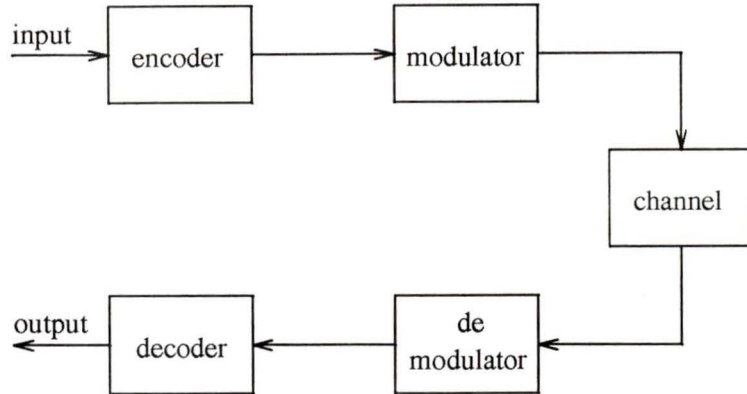 input
encoder
modulator
channel
de
modulator
decoder
output